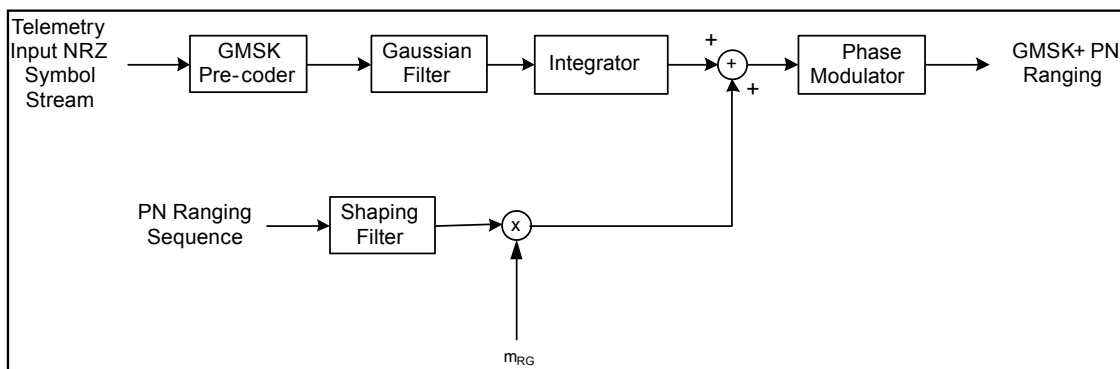 Telemetry
Input NRZ
Symbol
Stream
GMSK
Pre-coder
Gaussian
Filter
Integrator
+
+
+
Phase
Modulator
GMSK+ PN
Ranging
PN Ranging
Sequence
Shaping
Filter
x
mRG